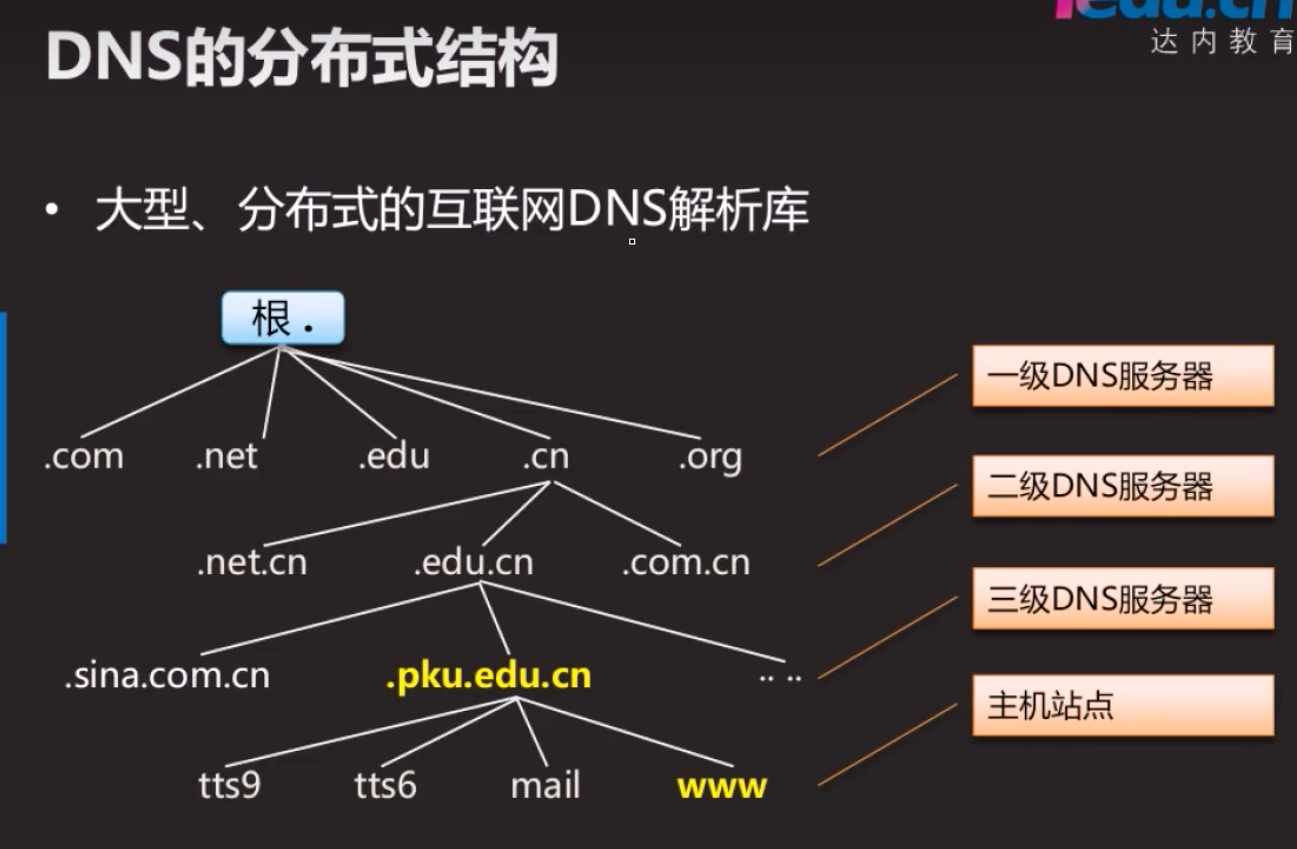 DNS的分布式结构
达内教育
• 大型、分布式的互联网DNS解析库
根 .
一级DNS服务器
.com .net .edu .cn .org
二级DNS服务器
.net.cn .edu.cn .com.cn
三级DNS服务器
.sina.com.cn .pku.edu.cn .. ..
主机站点
tts9 tts6 mail www